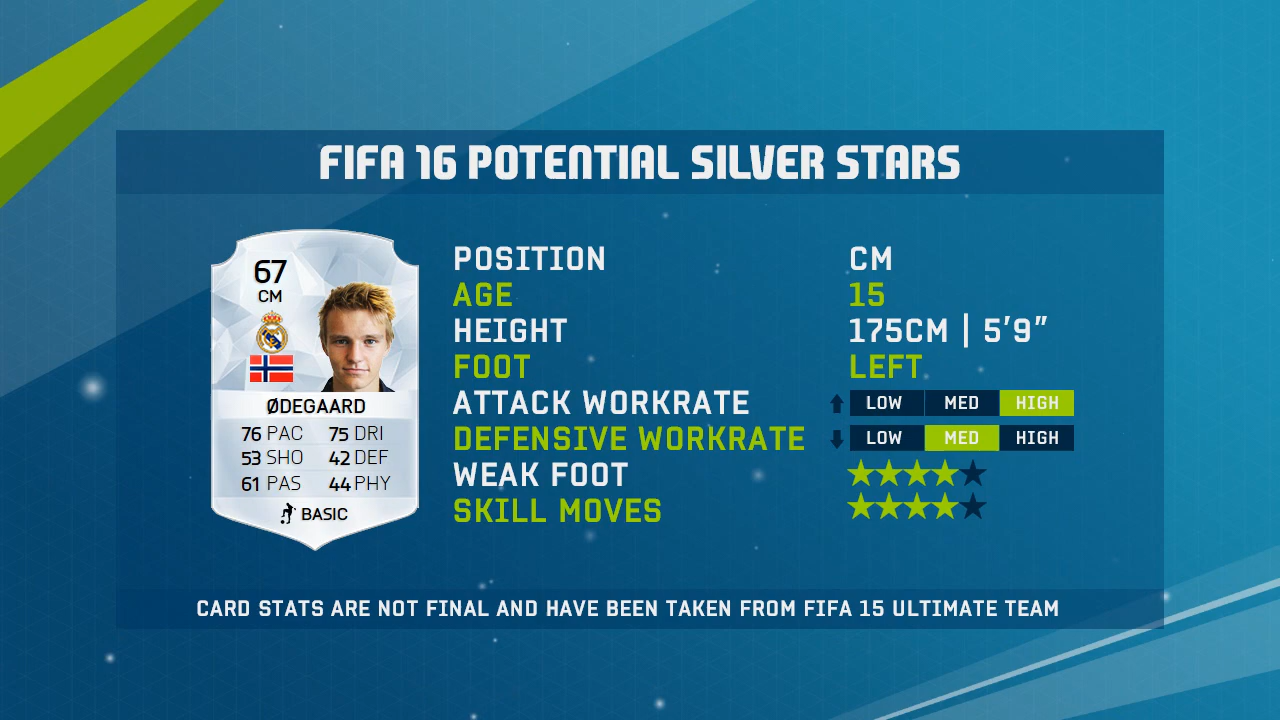 FIFA 16 POTENTIAL SILVER STARS
67
CM
ØDEGAARD
76 PAC 75 DRI
53 SHO 42 DEF
61 PAS 44 PHY
BASIC
POSITION CM
AGE 15
HEIGHT 175CM | 5'9"
FOOT LEFT
ATTACK WORKRATE LOW MED HIGH
DEFENSIVE WORKRATE LOW MED HIGH
WEAK FOOT
SKILL MOVES
CARD STATS ARE NOT FINAL AND HAVE BEEN TAKEN FROM FIFA 15 ULTIMATE TEAM